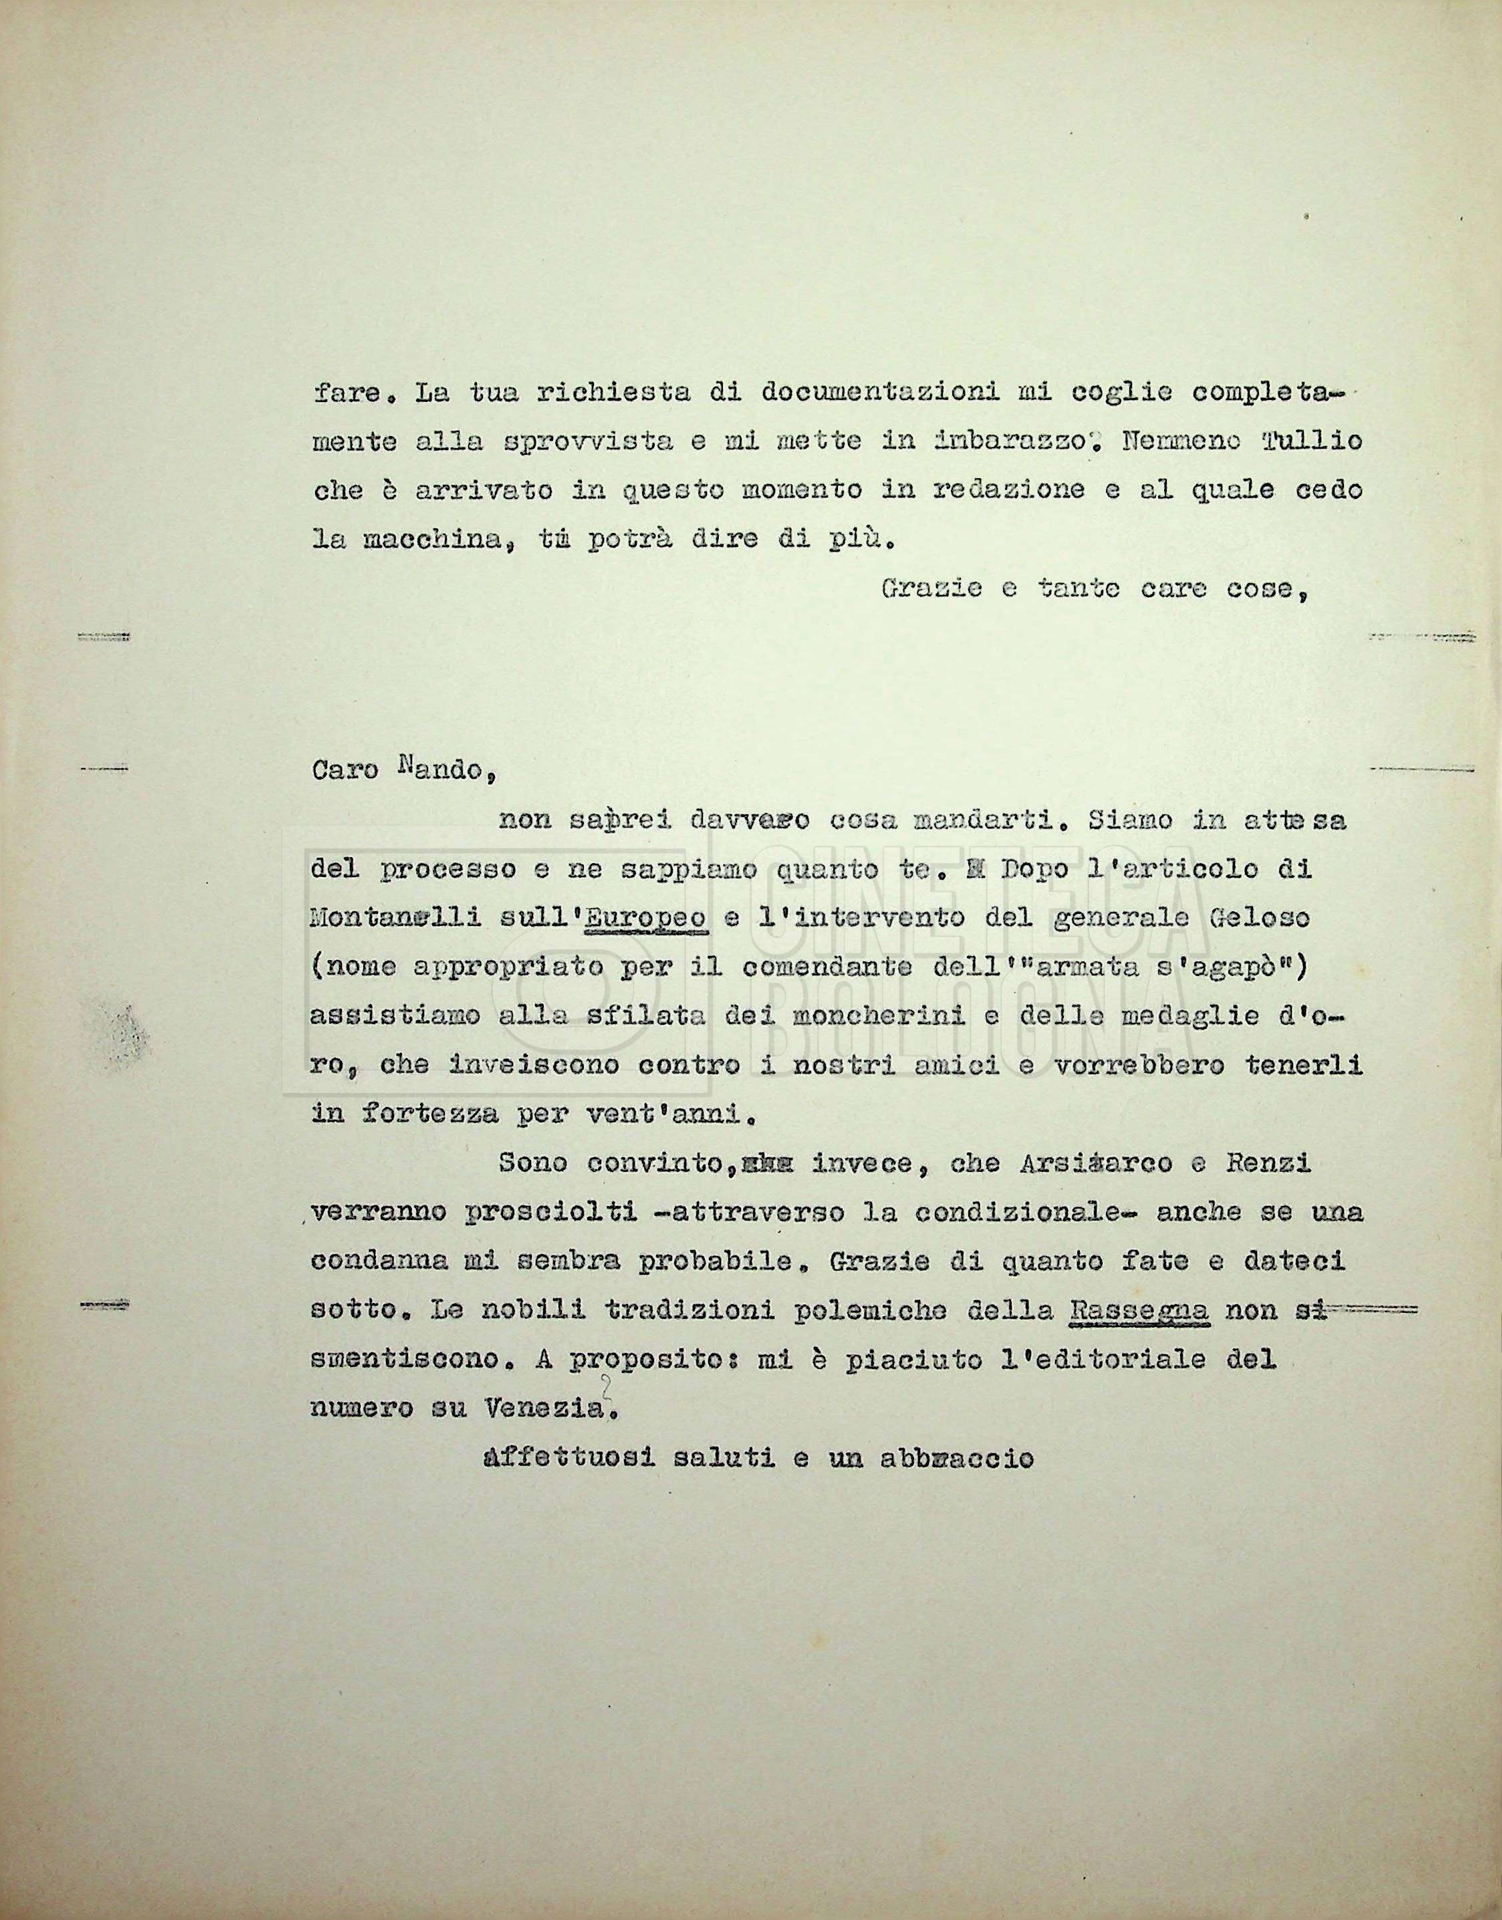 fare. La tua richiesta di documentazioni mi coglie completa-
mente alla sprovvista e mi mette in imbarazzo. Nemmeno Tullio
che è arrivato in questo momento in redazione e al quale cedo
la macchina, ti potrà dire di più.
Grazie e tante care cose,
Caro Nando,
non saprei davvero cosa mandarti. Siamo in attesa
del processo e ne sappiamo quanto te. Dopo l'articolo di
Montanelli sull'Europeo e l'intervento del generale Geloso
(nome appropriato per il comendante dell'"armata s'agapò")
assistiamo alla sfilata dei moncherini e delle medaglie d'o-
ro, che inveiscono contro i nostri amici e vorrebbero tenerli
in fortezza per vent'anni.
Sono convinto, invece, che Arsitarco e Renzi
verranno prosciolti -attraverso la condizionale- anche se una
condanna mi sembra probabile. Grazie di quanto fate e dateci
sotto. Le nobili tradizioni polemiche della Rassegna non si
smentiscono. A proposito: mi è piaciuto l'editoriale del
numero su Venezia.
Affettuosi saluti e un abbraccio
CINETECA
BOLOGNA